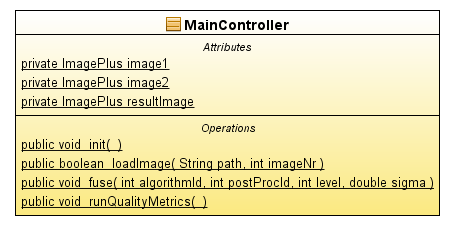 MainController
Attributes
private ImagePlus image1
private ImagePlus image2
private ImagePlus resultImage
Operations
public void init( )
public boolean loadImage( String path, int imageNr )
public void fuse( int algorithmId, int postProcId, int level, double sigma )
public void runQualityMetrics( )